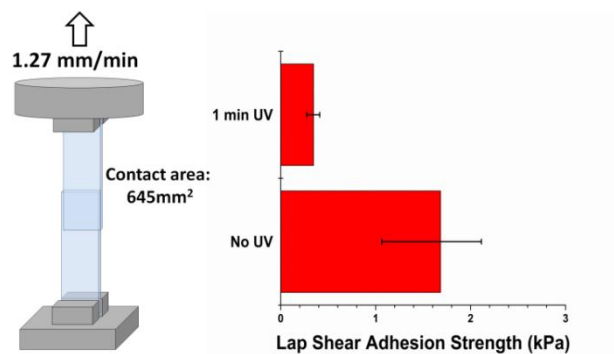 1.27 mm/min
Contact area:
645mm²
1 min UV
No UV
0
1
2
3
Lap Shear Adhesion Strength (kPa)